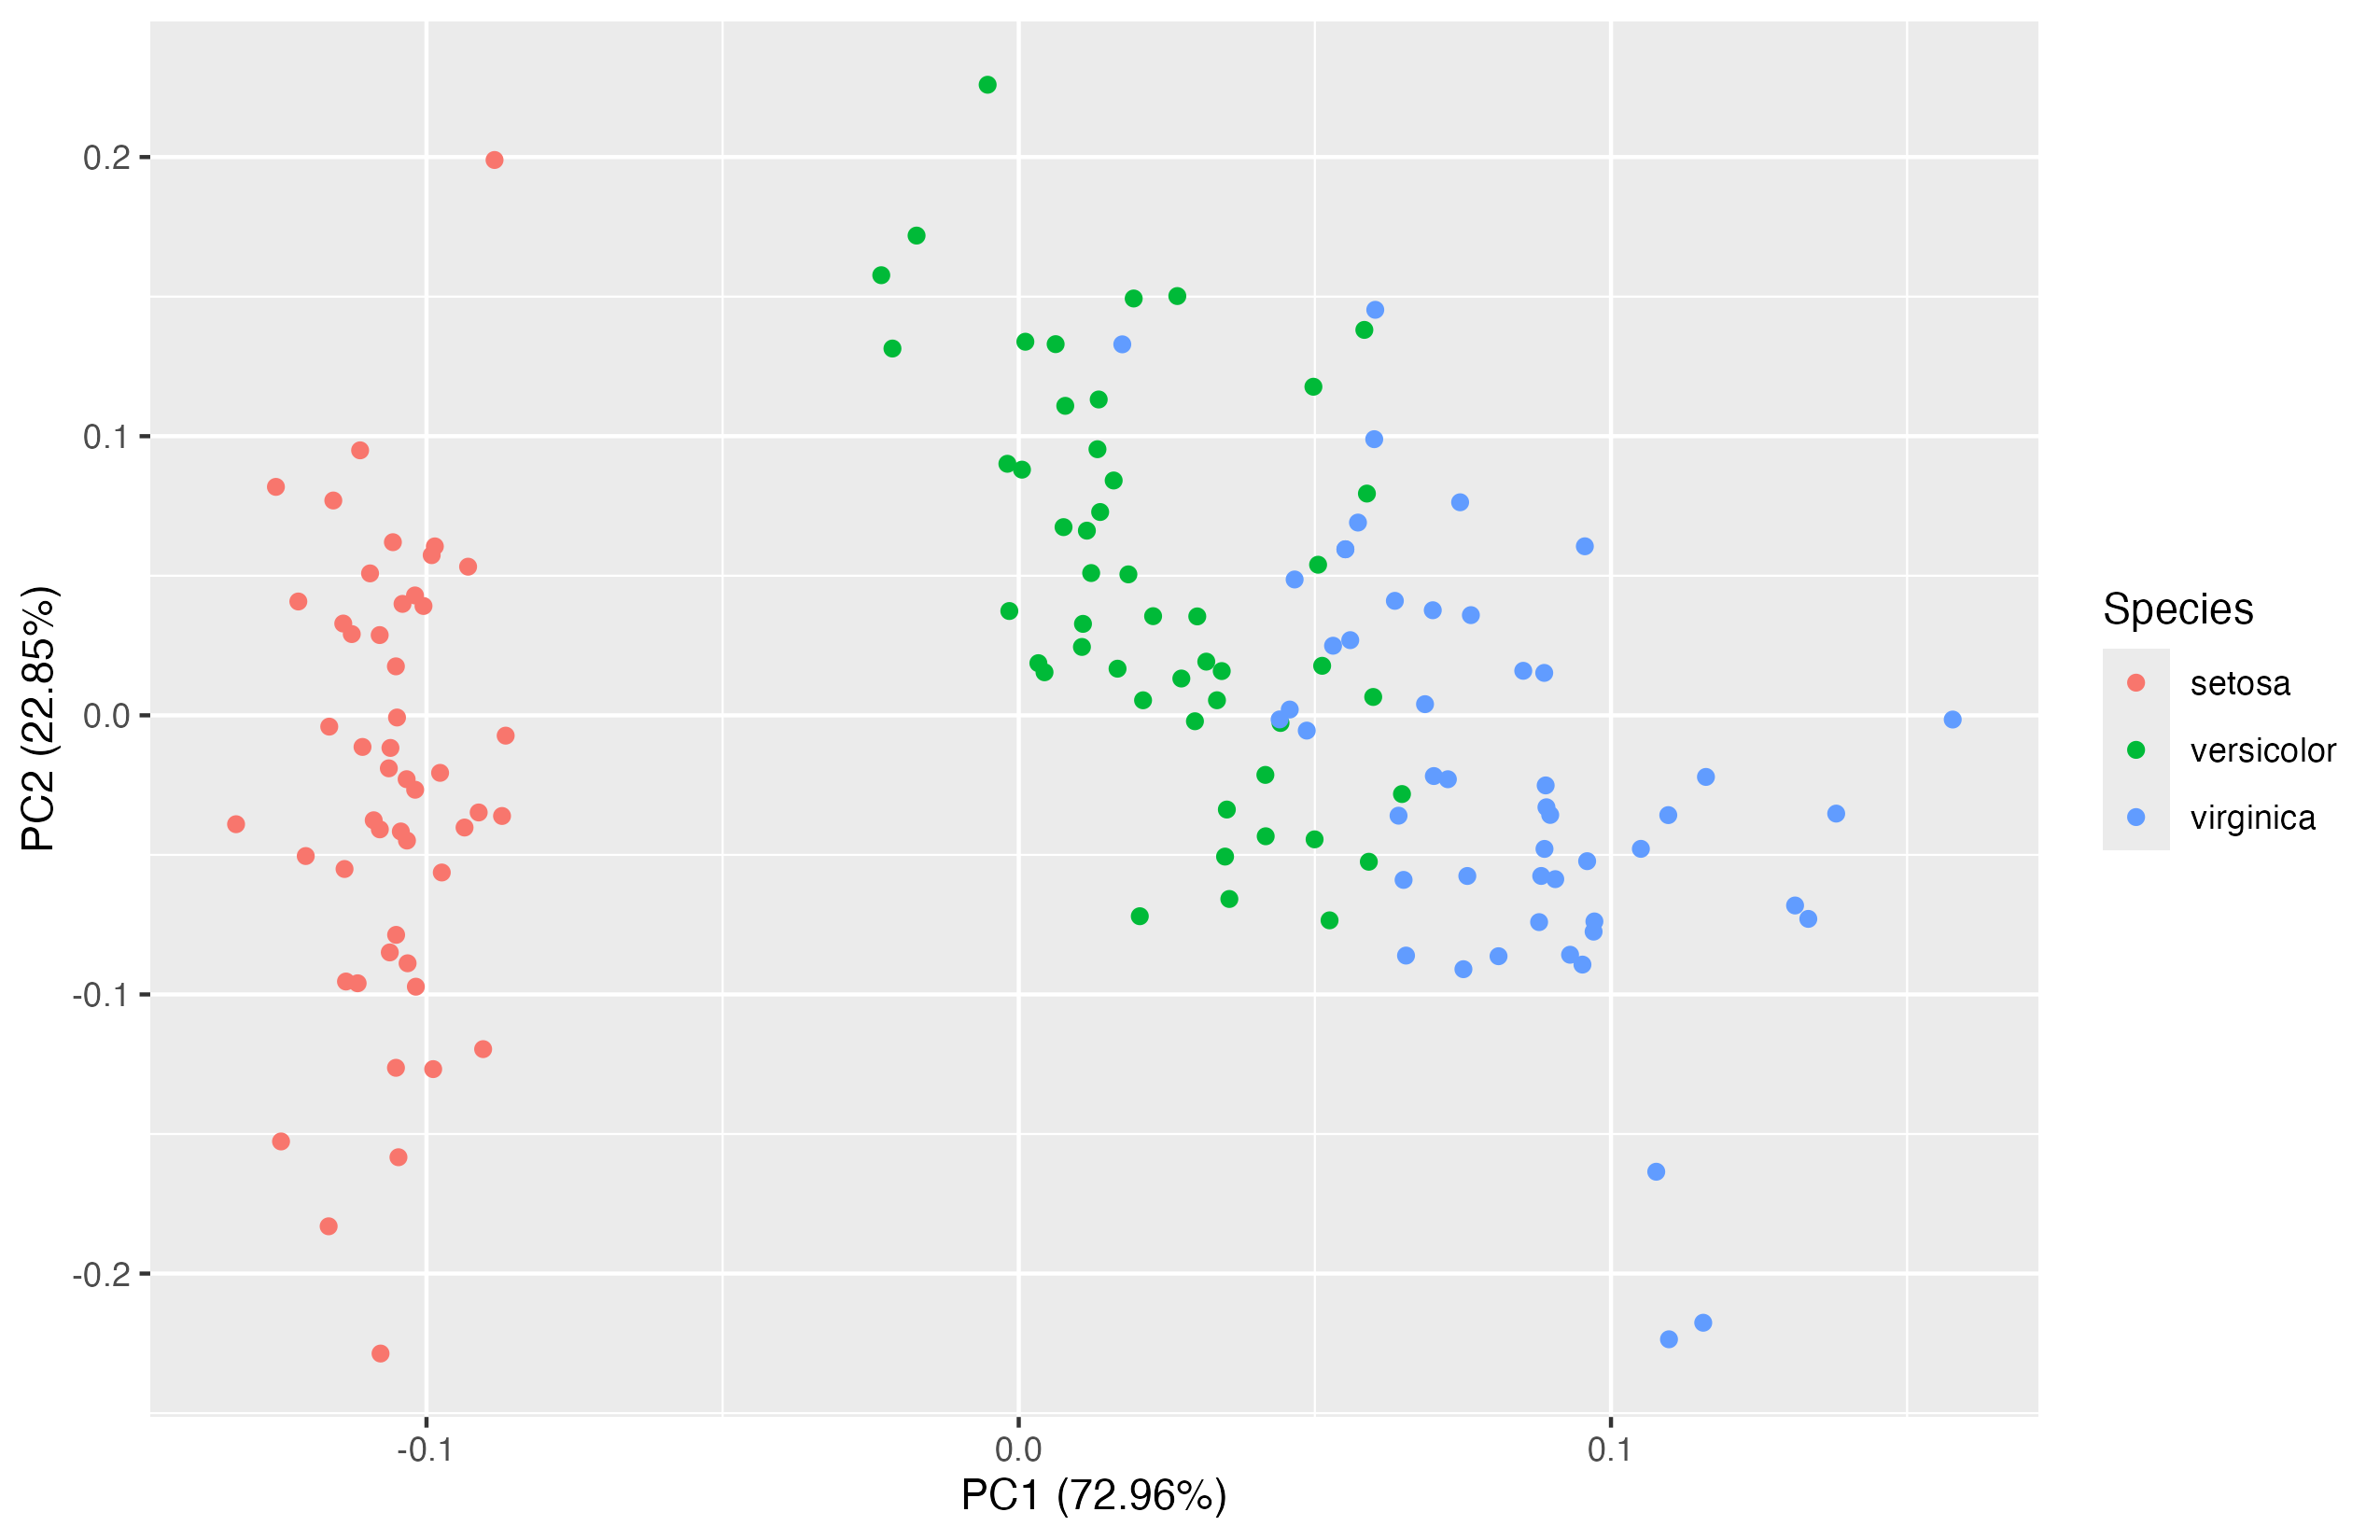 0.2
0.1
0.0
-0.1
-0.2
PC2 (22.85%)
-0.1
0.0
0.1
PC1 (72.96%)
Species
setosa
versicolor
virginica